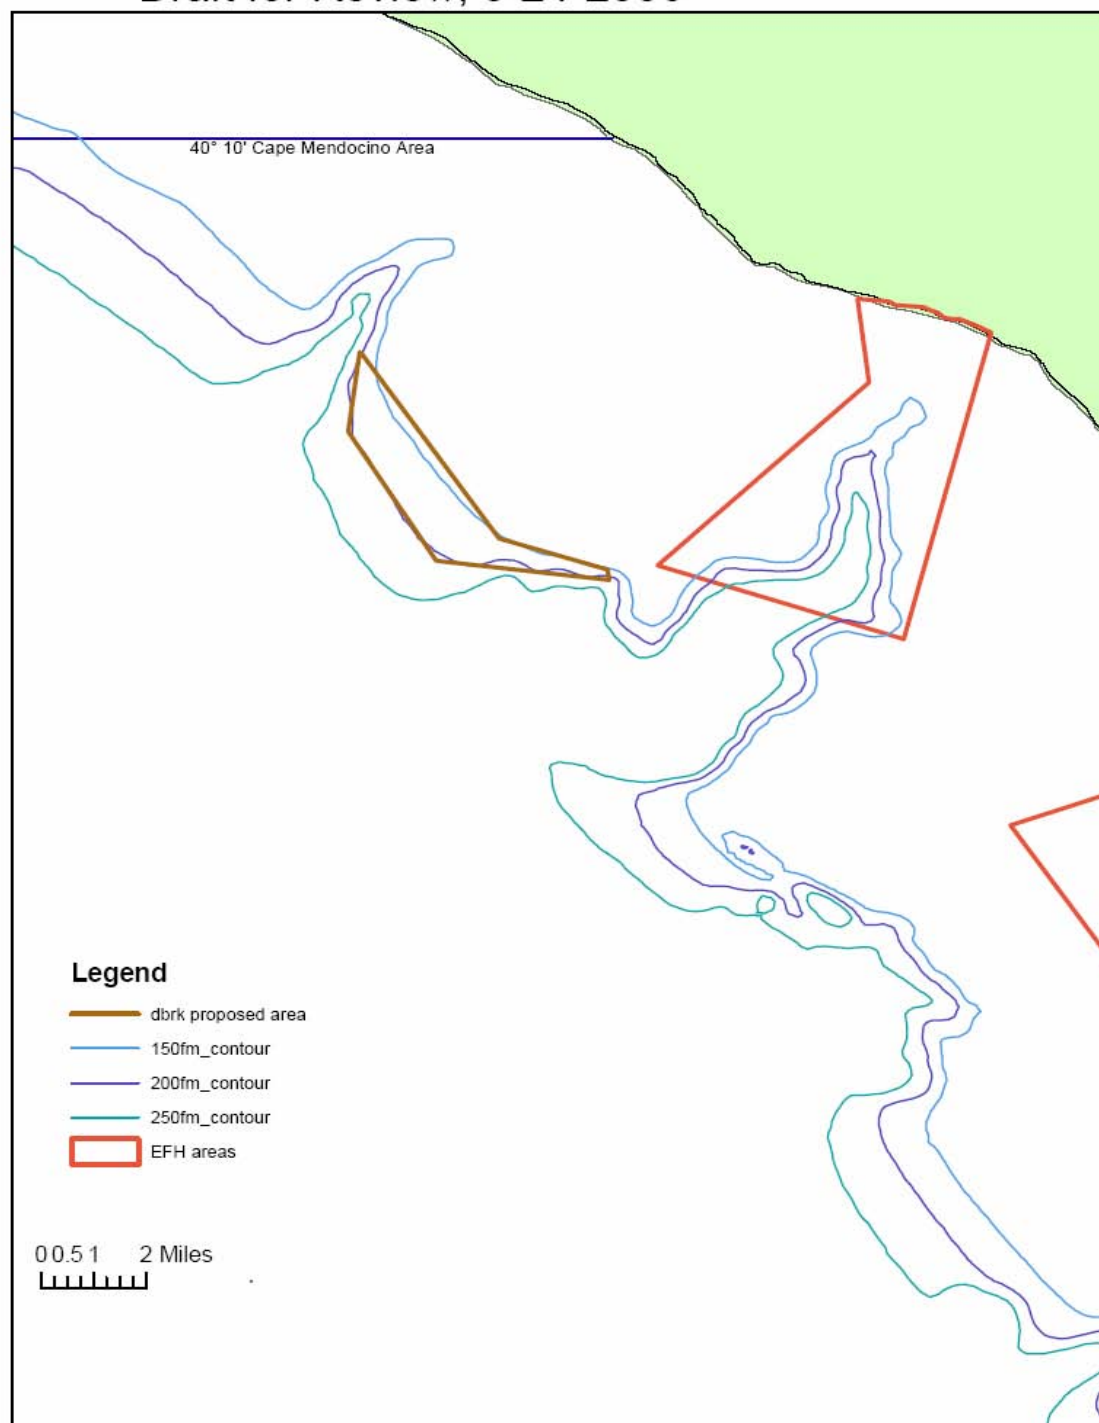 40° 10' Cape Mendocino Area
Legend
dbrk proposed area
150fm_contour
200fm_contour
250fm_contour
EFH areas
0 0.5 1 2 Miles